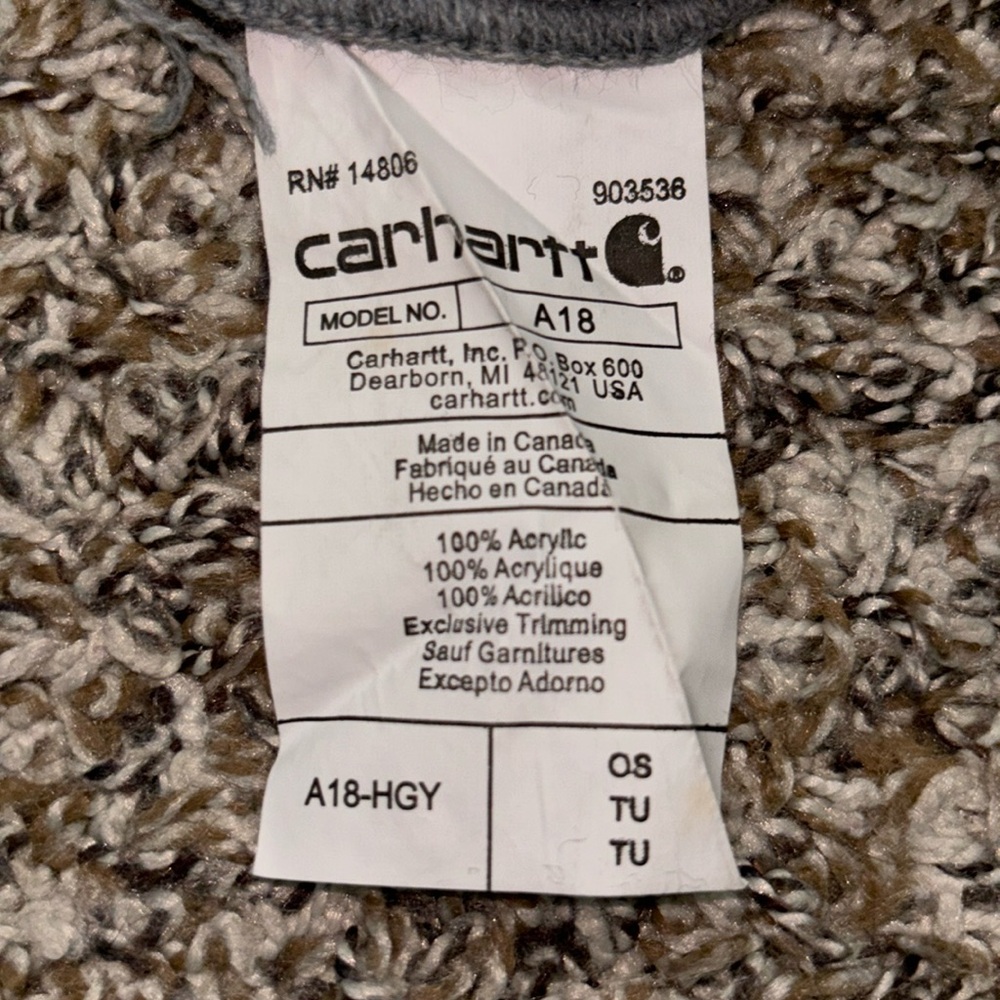 RN# 14806
903536
carhartt ®
MODEL NO. A18
Carhartt, Inc. P.O. Box 600
Dearborn, MI 48121 USA
carhartt.com
Made in Canada
Fabriqué au Canada
Hecho en Canadá
100% Acrylic
100% Acrylique
100% Acrilico
Exclusive Trimming
Sauf Garnitures
Excepto Adorno
A18-HGY
OS
TU
TU